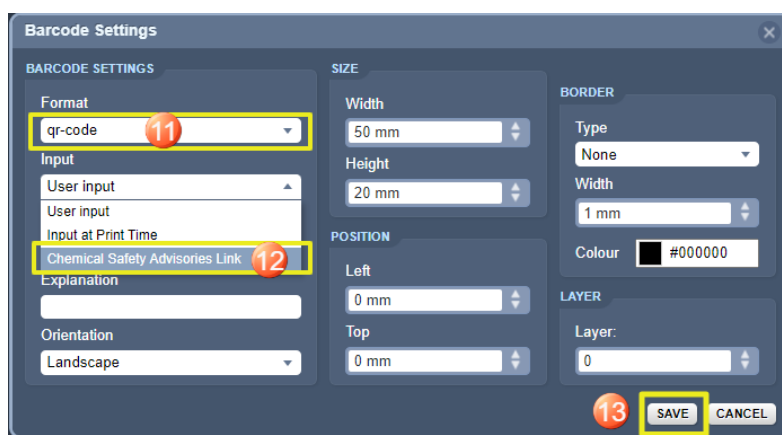 Barcode Settings
BARCODE SETTINGS
Format
qr-code
11
Input
User input
User input
Input at Print Time
Chemical Safety Advisories Link
12
Explanation
Orientation
Landscape
SIZE
Width
50 mm
Height
20 mm
POSITION
Left
0 mm
Top
0 mm
BORDER
Type
None
Width
1 mm
Colour #000000
LAYER
Layer:
0
13
SAVE CANCEL